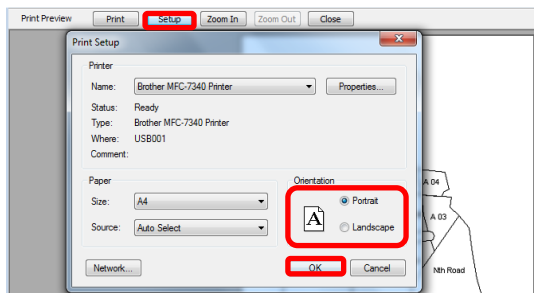 Print Preview Print Setup Zoom In Zoom Out Close
Print Setup
Printer
Name: Brother MFC-7340 Printer Properties...
Status: Ready
Type: Brother MFC-7340 Printer
Where: USB001
Comment:
Paper
Orientation
Size: A4
Portrait
A
Source: Auto Select
Landscape
Network...
OK
Cancel
A 04
A 03
Nth Road